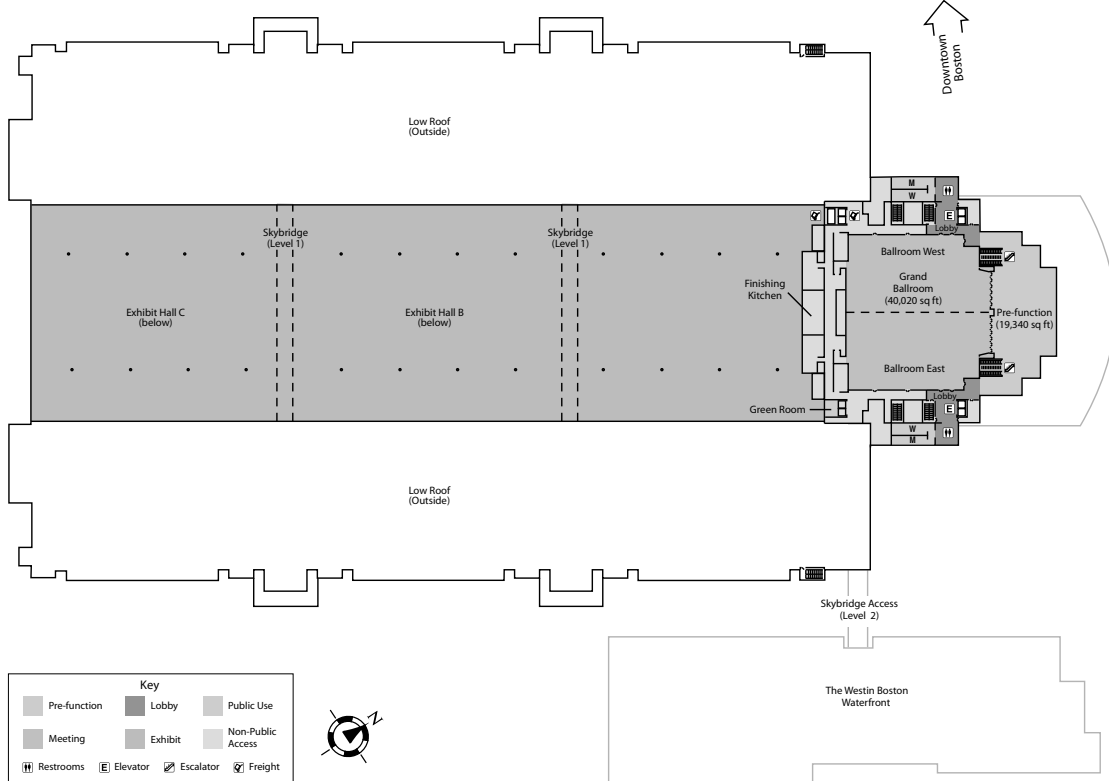 Downtown
Boston
Low Roof
(Outside)
M
W
E
Lobby
Skybridge
(Level 1)
Skybridge
(Level 1)
Ballroom West
Grand
Ballroom
(40,020 sq ft)
Finishing
Kitchen
Exhibit Hall C
(below)
Exhibit Hall B
(below)
Pre-function
(19,340 sq ft)
Ballroom East
Lobby
Green Room
E
W
M
Low Roof
(Outside)
Skybridge Access
(Level 2)
The Westin Boston
Waterfront
Key
Pre-function
Lobby
Public Use
Meeting
Exhibit
Non-Public
Access
Restrooms
E Elevator
Escalator
Freight
N